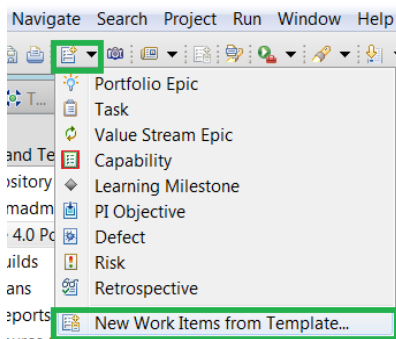 Navigate Search Project Run Window Help
T...
Portfolio Epic
Task
Value Stream Epic
and Te
Capability
ository
Learning Milestone
madm
PI Objective
4.0 Po
Defect
uilds
Risk
ans
Retrospective
eports
New Work Items from Template...